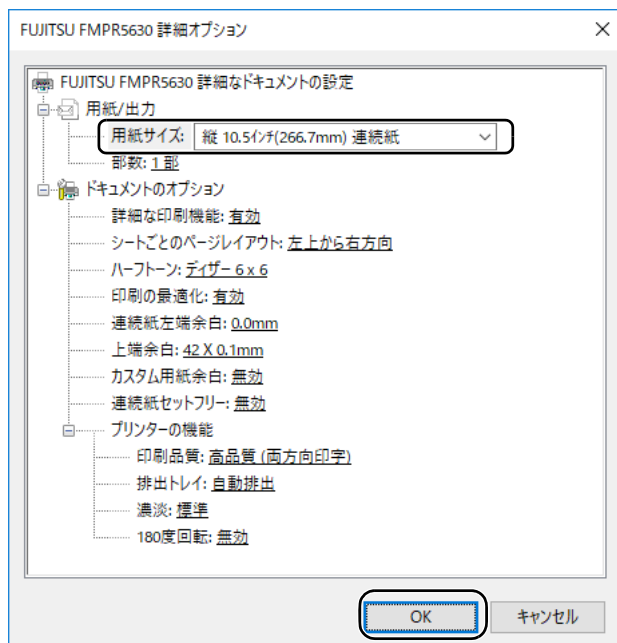 FUJITSU FMPR5630 詳細オプション
FUJITSU FMPR5630 詳細なドキュメントの設定
用紙/出力
用紙サイズ: 縦 10.5インチ(266.7mm) 連続紙
部数: 1 部
ドキュメントのオプション
詳細な印刷機能: 有効
シートごとのページレイアウト: 左上から右方向
ハーフトーン: ディザー 6 x 6
印刷の最適化: 有効
連続紙左端余白: 0.0mm
上端余白: 42 X 0.1mm
カスタム用紙余白: 無効
連続紙セットフリー: 無効
プリンターの機能
印刷品質: 高品質 (両方向印字)
排出トレイ: 自動排出
濃淡: 標準
180度回転: 無効
OK キャンセル